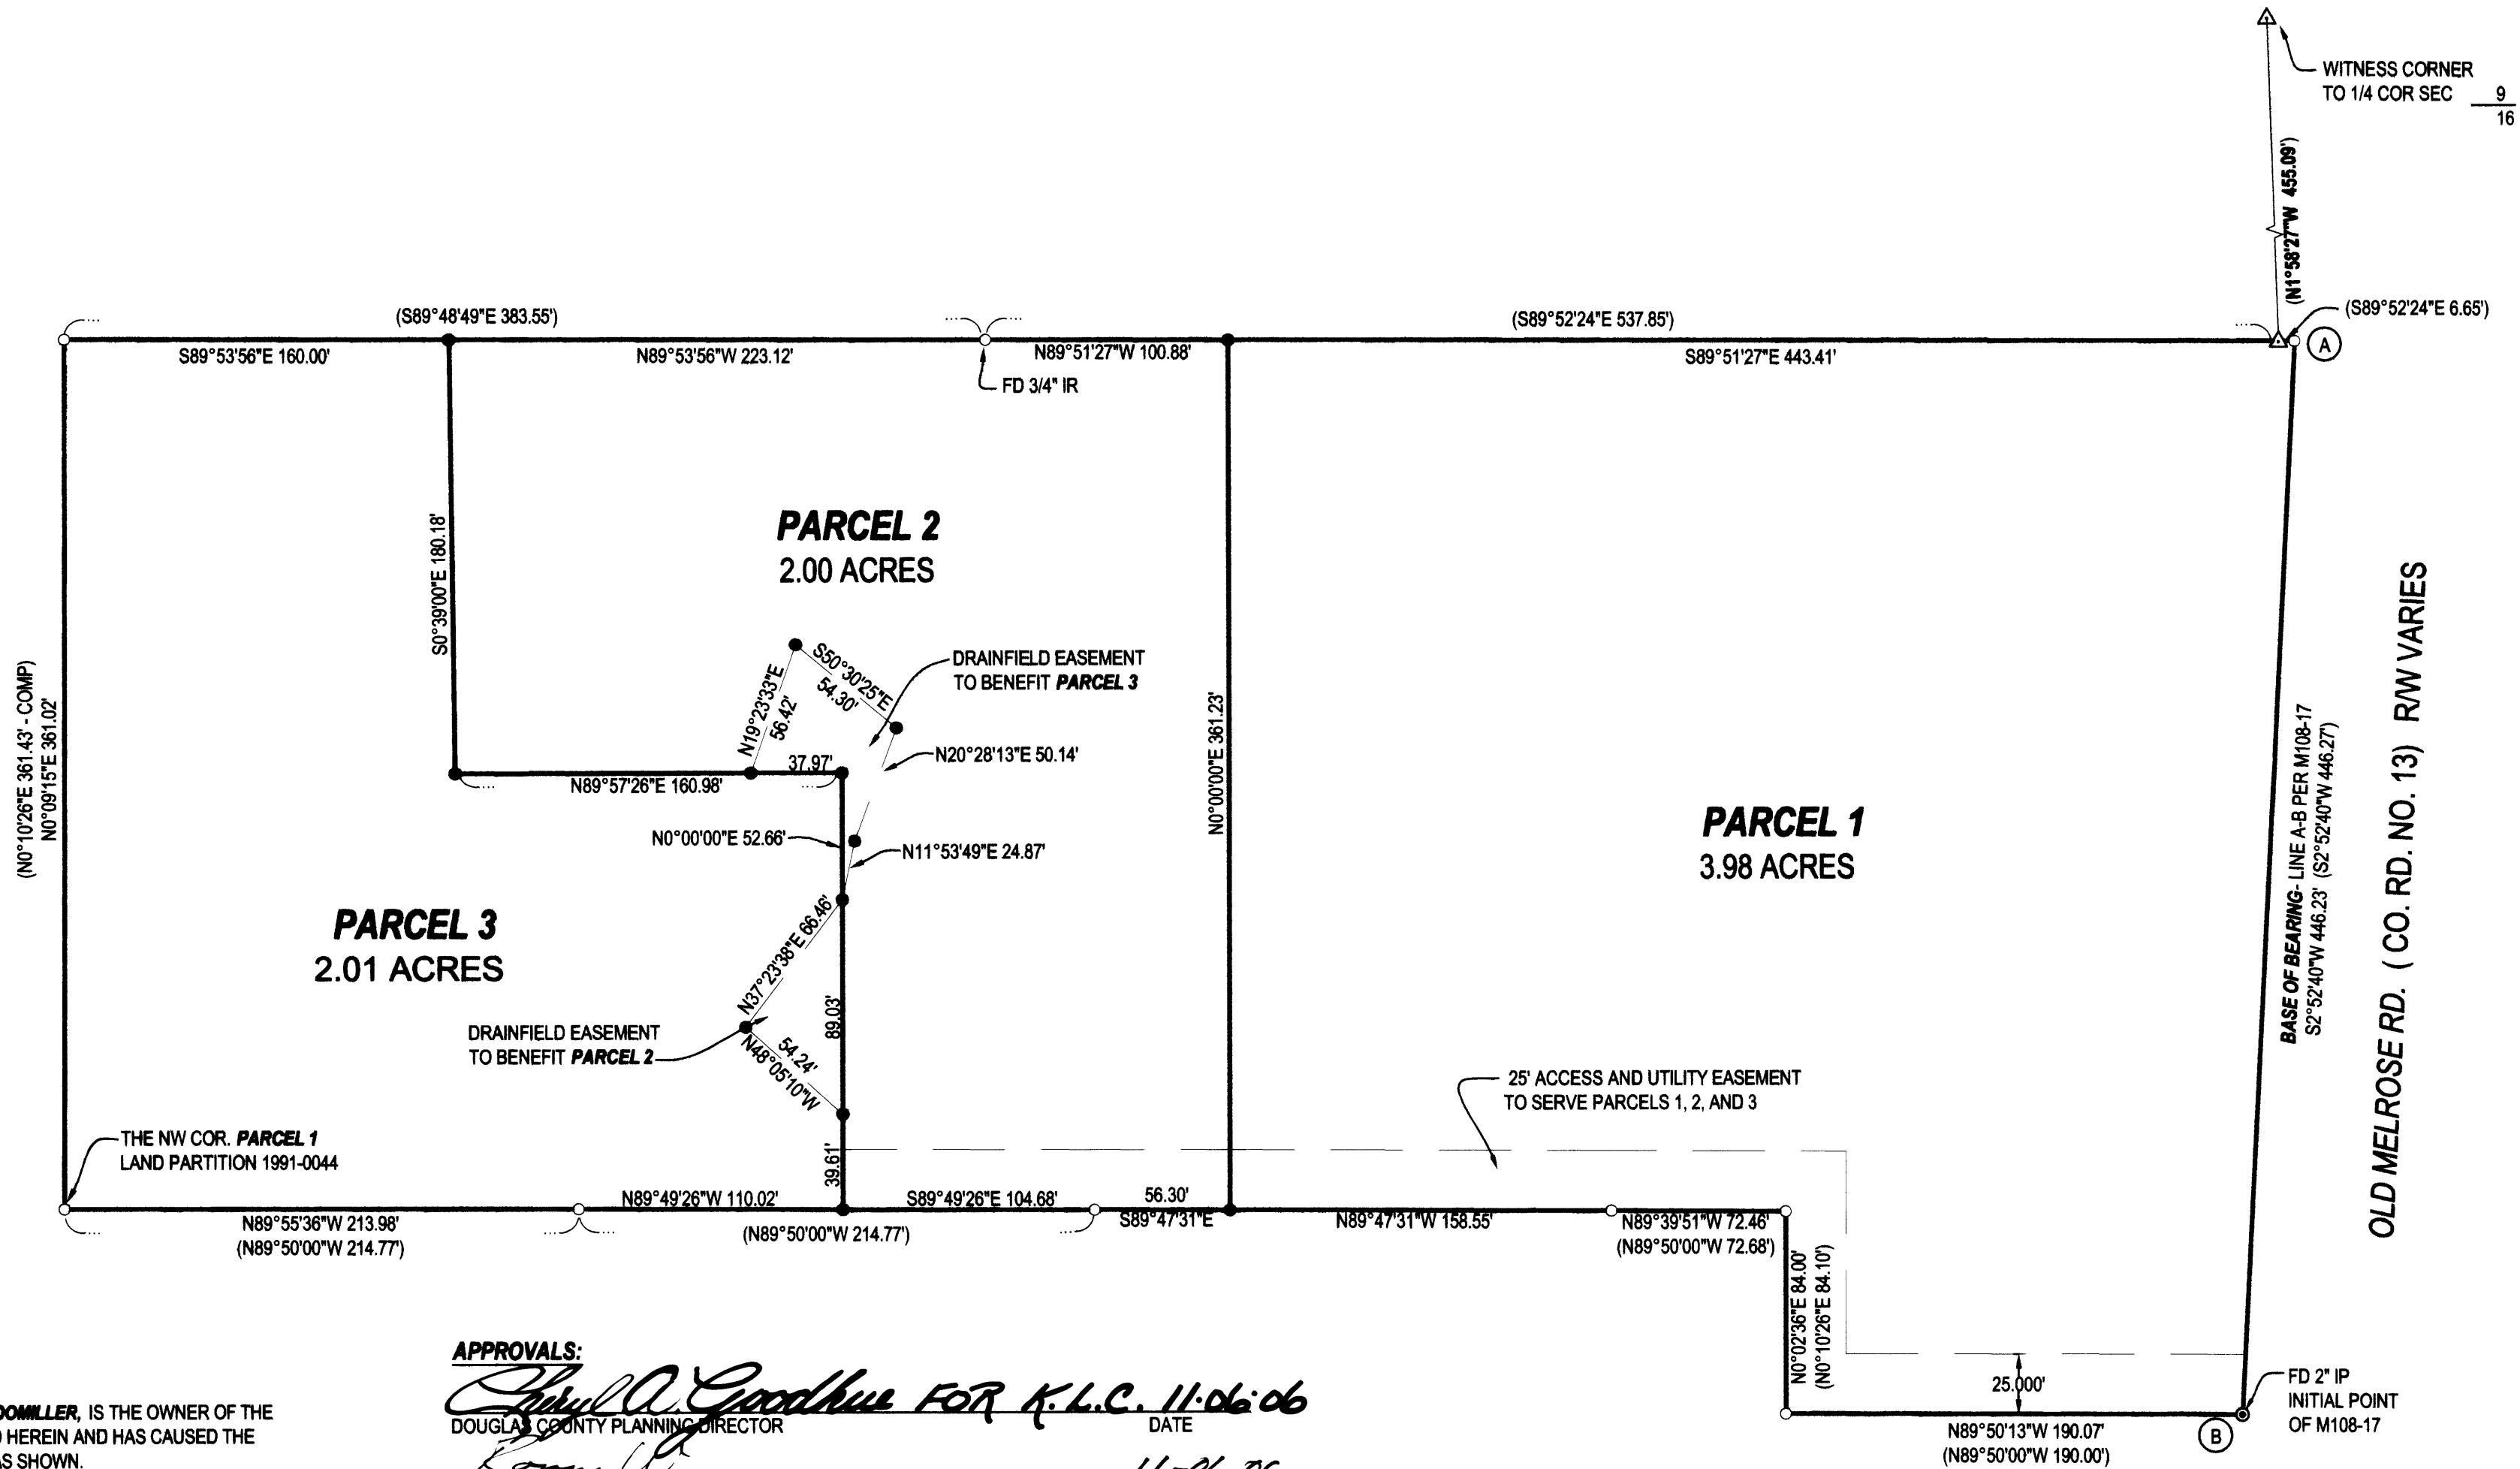 WITNESS CORNER
TO 1/4 COR SEC 9
16
(N1°58'27"W 455.09')
(S89°52'24"E 6.65')
(S89°48'49"E 383.55')
(S89°52'24"E 537.85')
A
S89°53'56"E 160.00'
N89°53'56"W 223.12'
N89°51'27"W 100.88'
S89°51'27"E 443.41'
FD 3/4" IR
PARCEL 2
2.00 ACRES
S0°39'00"E 180.18'
DRAINFIELD EASEMENT
TO BENEFIT PARCEL 3
S50°30'25"E
54.30'
N19°23'33"E
56.42'
N20°28'13"E 50.14'
37.97'
N89°57'26"E 160.98'
N0°00'00"E 52.66'
N11°53'49"E 24.87'
(N0°10'26"E 361.43' - COMP)
N0°09'15"E 361.02'
N0°00'00"E 361.23'
PARCEL 1
3.98 ACRES
BASE OF BEARING- LINE A-B PER M108-17
S2°52'40"W 446.23' (S2°52'40"W 446.27')
OLD MELROSE RD. ( CO. RD. NO. 13) R/W VARIES
PARCEL 3
2.01 ACRES
N37°23'38"E 66.46'
89.03'
DRAINFIELD EASEMENT
TO BENEFIT PARCEL 2
54.24'
N48°05'10"W
25' ACCESS AND UTILITY EASEMENT
TO SERVE PARCELS 1, 2, AND 3
THE NW COR. PARCEL 1
LAND PARTITION 1991-0044
39.61'
N89°55'36"W 213.98'
(N89°50'00"W 214.77')
N89°49'26"W 110.02'
S89°49'26"E 104.68'
(N89°50'00"W 214.77')
56.30'
S89°47'31"E
N89°47'31"W 158.55'
N89°39'51"W 72.46'
(N89°50'00"W 72.68')
N0°02'36"E 84.00'
(N0°10'26"E 84.10')
25.000'
FD 2" IP
INITIAL POINT
OF M108-17
B
N89°50'13"W 190.07'
(N89°50'00"W 190.00')
APPROVALS:
Cheryl A. Goodhue FOR K.L.C. 11-06-06
DOUGLAS COUNTY PLANNING DIRECTOR DATE
OMILLER, IS THE OWNER OF THE
HEREIN AND HAS CAUSED THE
AS SHOWN.